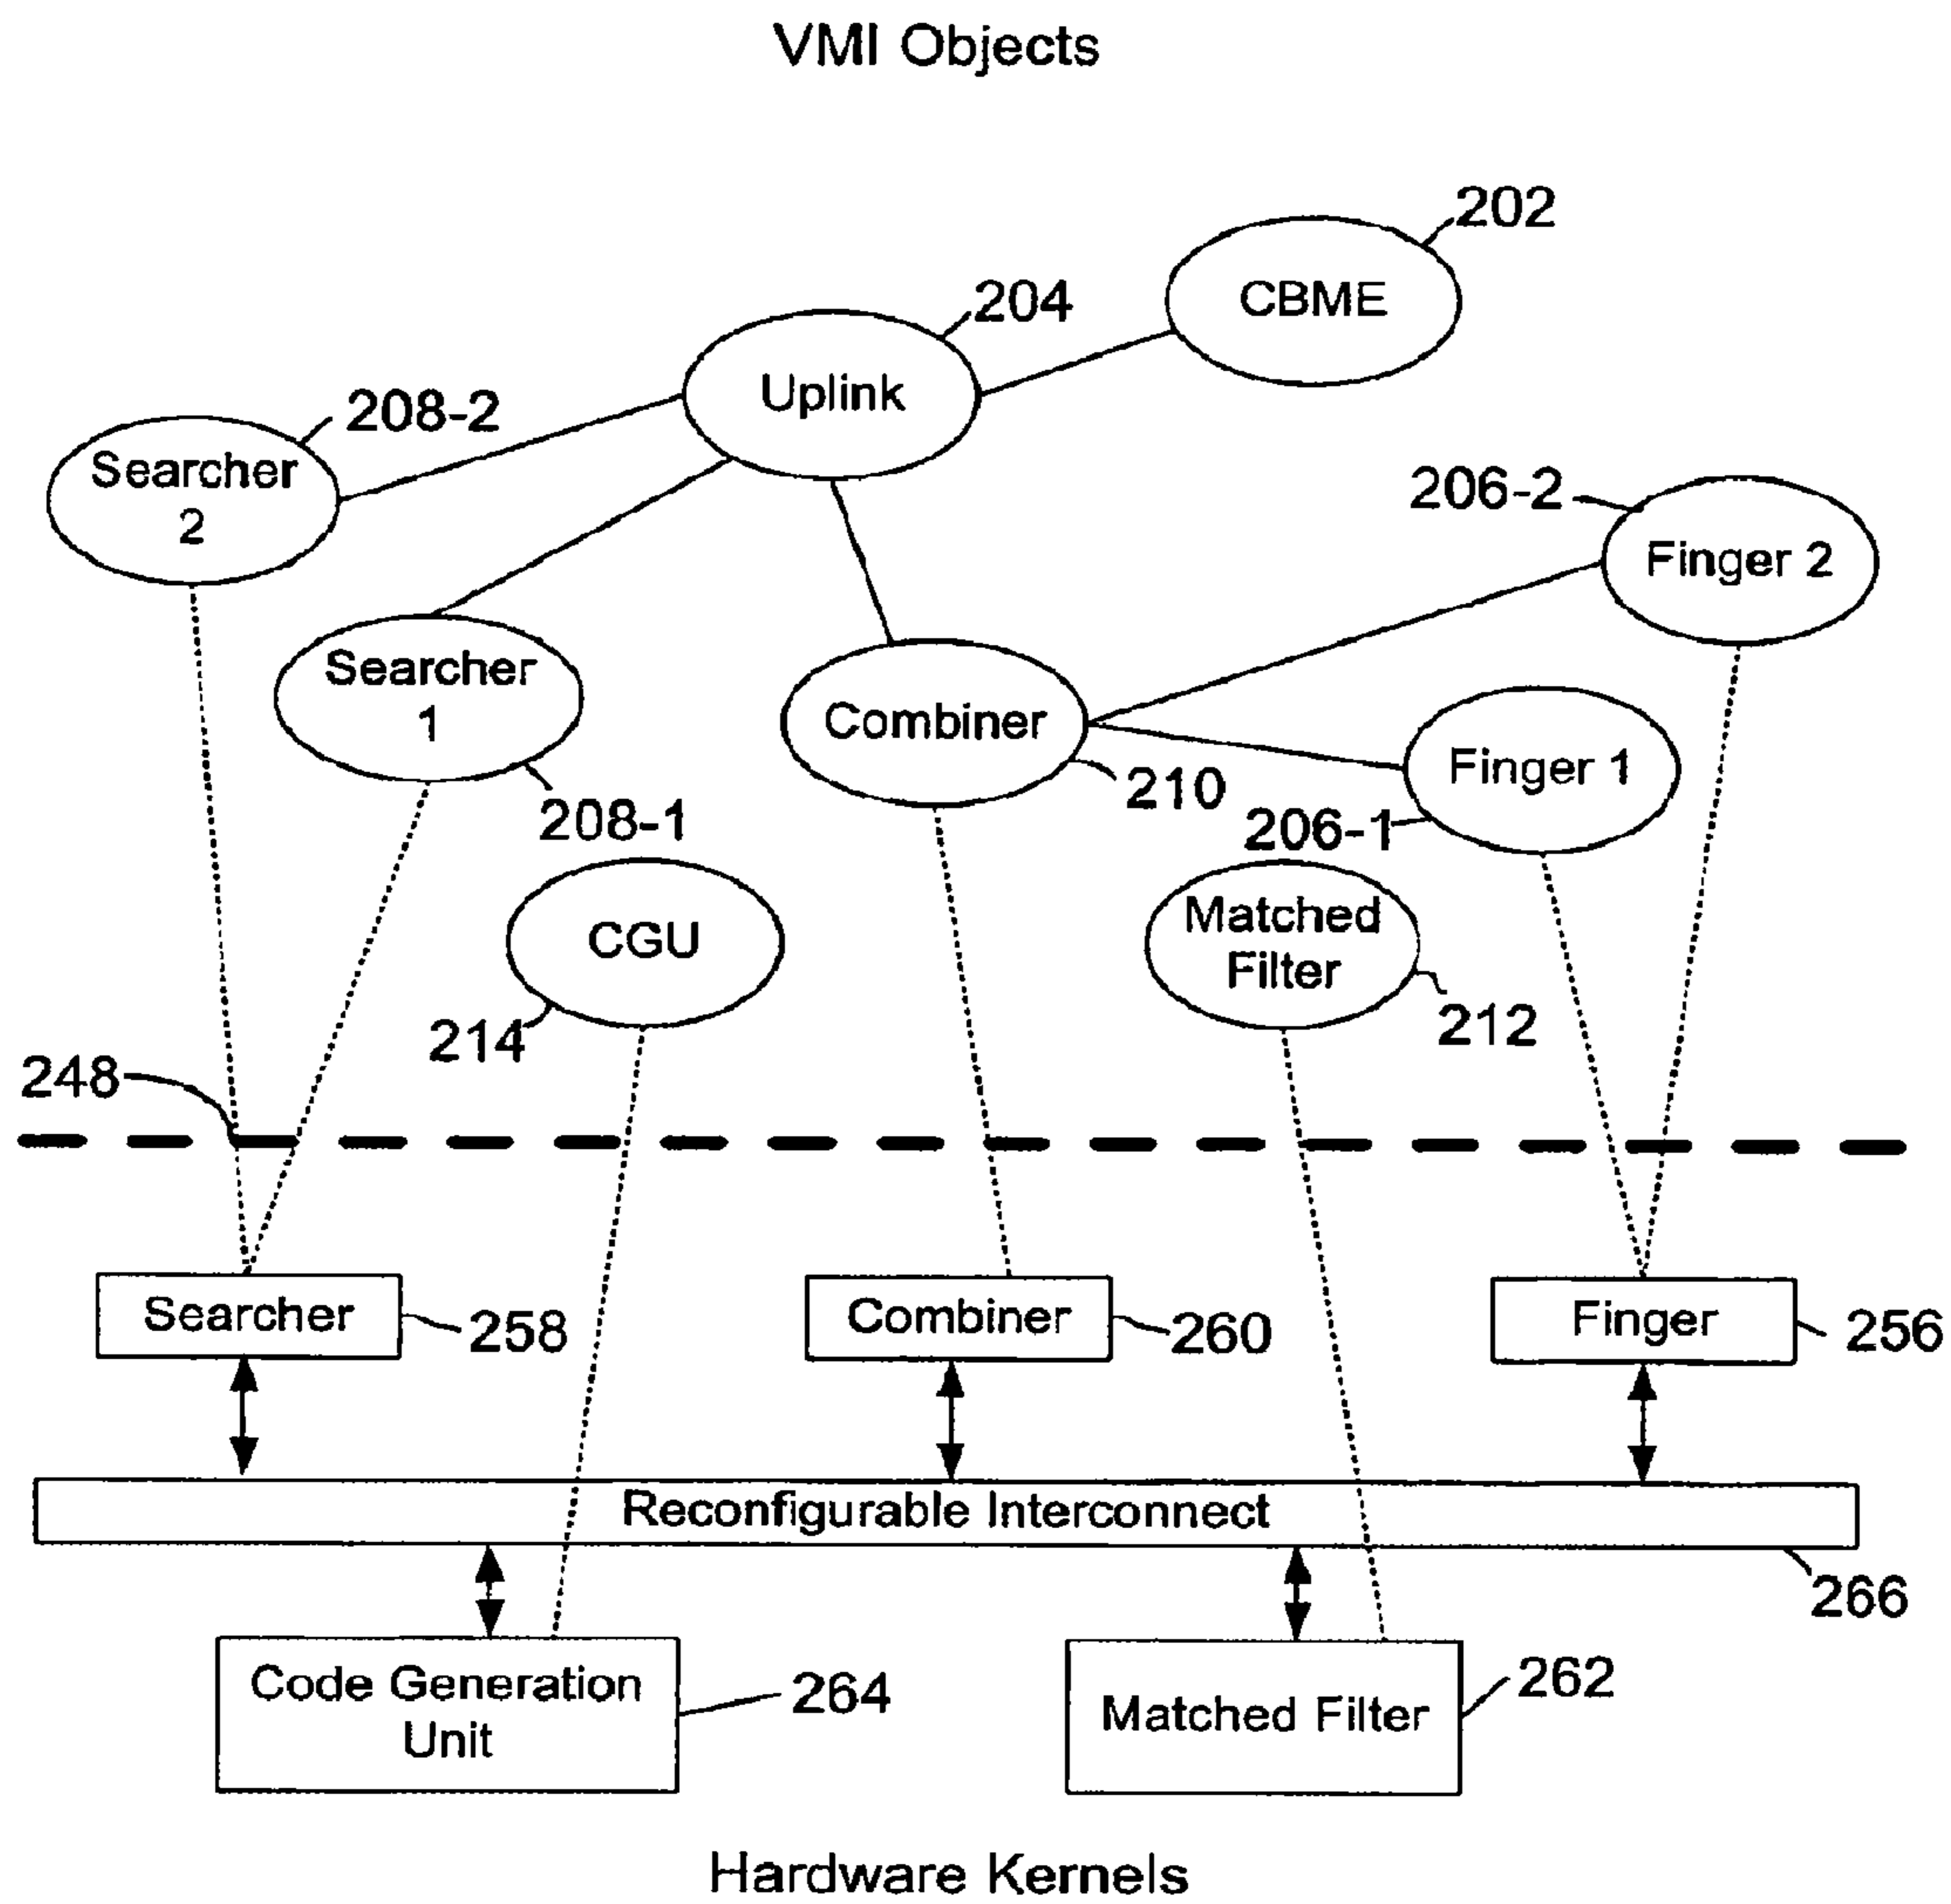 VMI Objects
202
CBME
204
Uplink
208-2
Searcher
2
206-2
Finger 2
Searcher
1
208-1
Combiner
210
Finger 1
206-1
CGU
214
Matched
Filter
212
248
Searcher
258
Combiner
260
Finger
256
Reconfigurable Interconnect
266
Code Generation
Unit
264
Matched Filter
262
Hardware Kernels